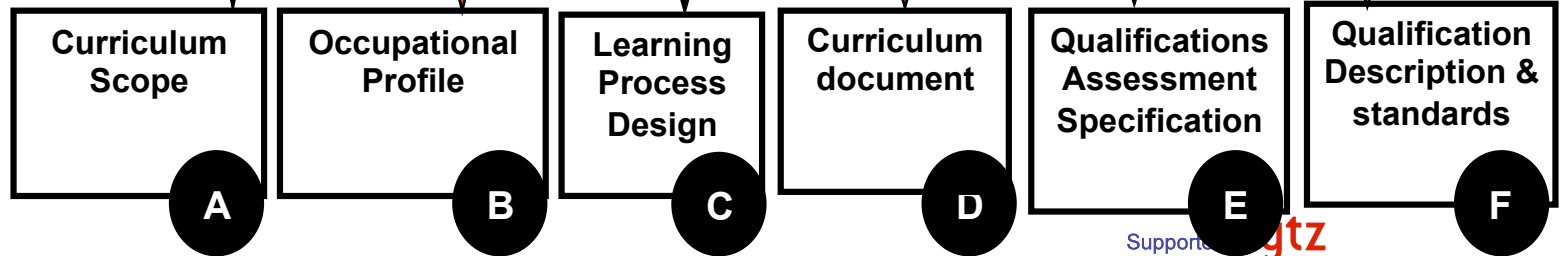 Curriculum
Scope
A
Occupational
Profile
B
Learning
Process
Design
C
Curriculum
document
D
Qualifications
Assessment
Specification
E
Qualification
Description &
standards
F
gtz